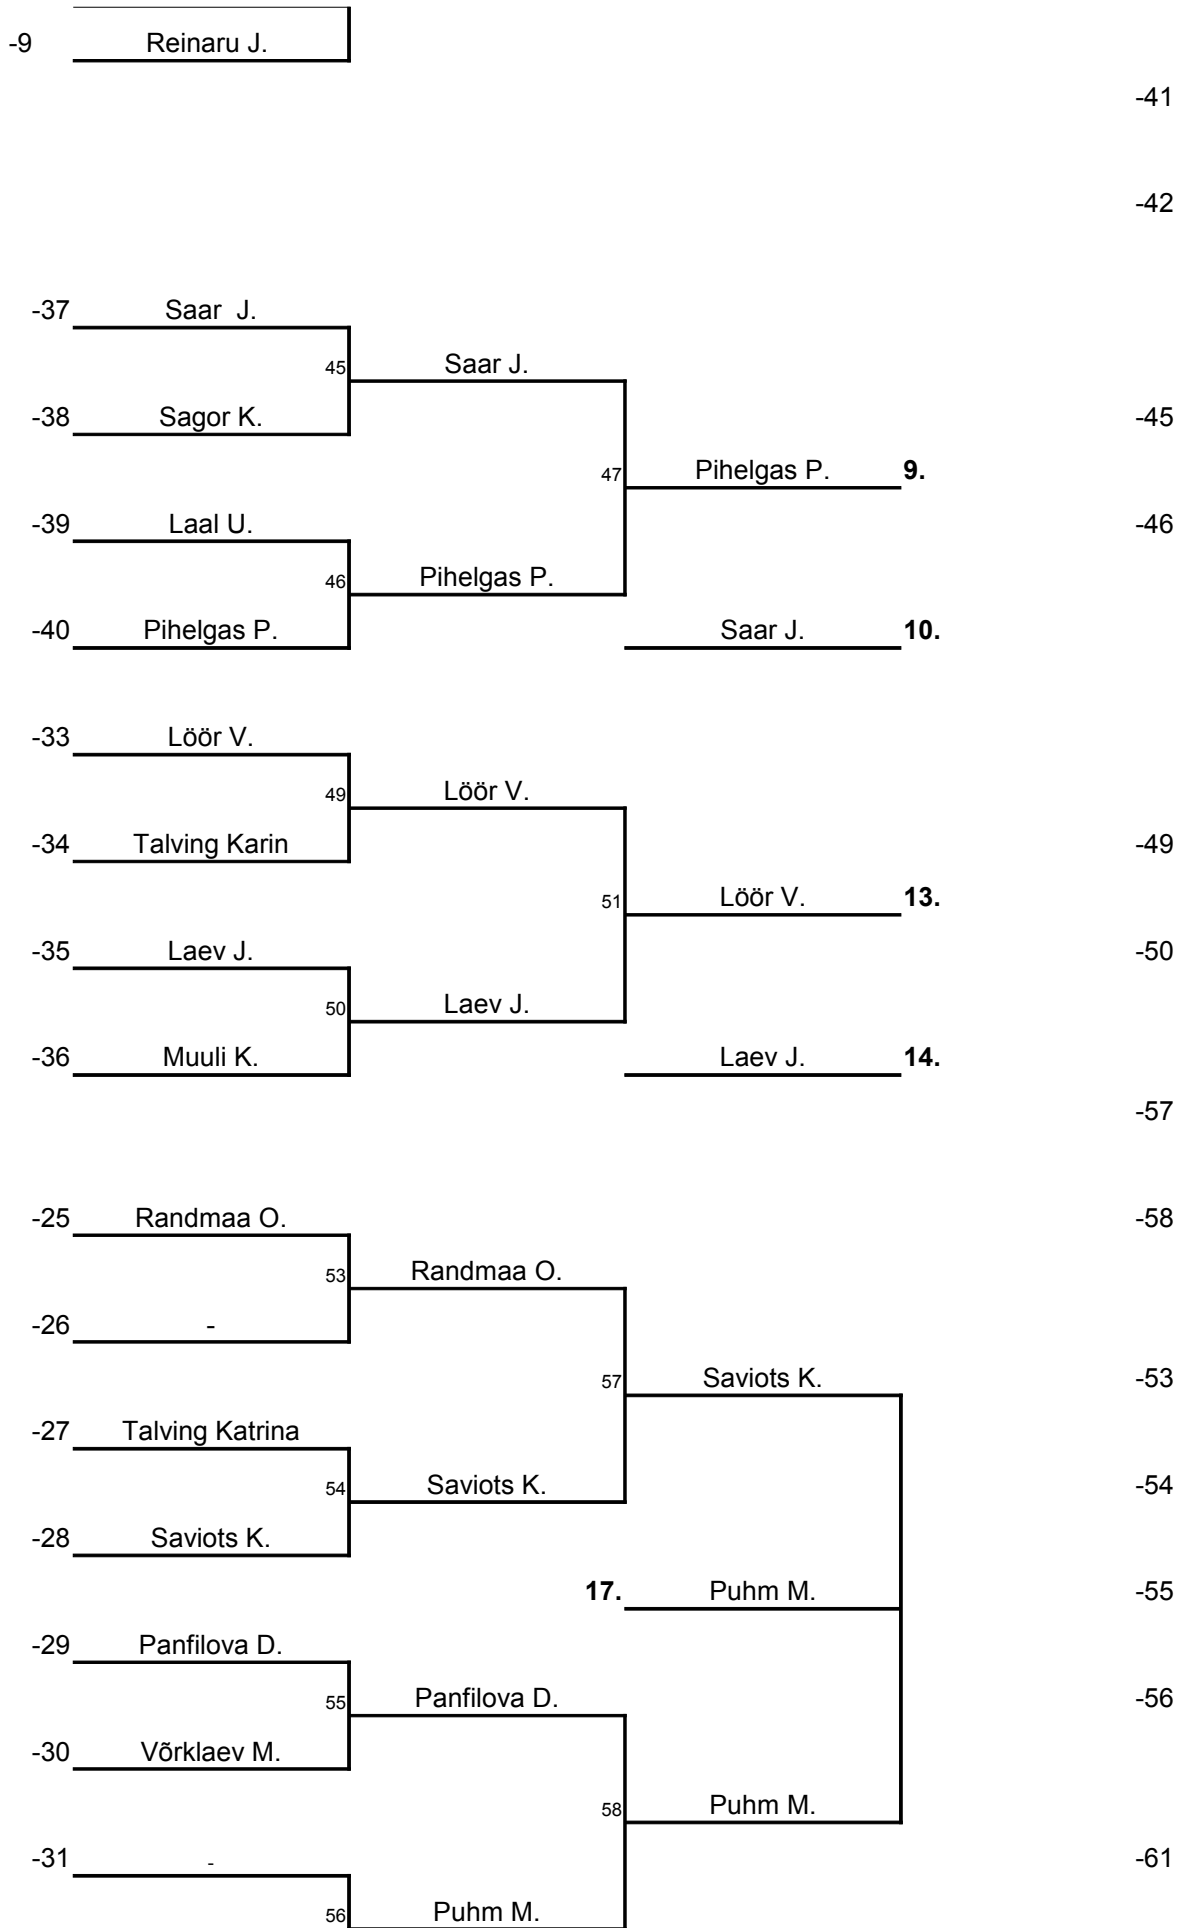 -9 Reinaru J.
-41
-42
-37 Saar J.
45 Saar J.
-38 Sagor K. -45
47 Pihelgas P. 9.
-39 Laal U. -46
46 Pihelgas P.
-40 Pihelgas P. Saar J. 10.
-33 Löör V.
49 Löör V.
-34 Talving Karin -49
51 Löör V. 13.
-35 Laev J. -50
50 Laev J.
-36 Muuli K. Laev J. 14.
-57
-25 Randmaa O. -58
53 Randmaa O.
-26 -
57 Saviots K. -53
-27 Talving Katrina
54 Saviots K. -54
-28 Saviots K.
17. Puhm M. -55
-29 Panfilova D.
55 Panfilova D. -56
-30 Võrklaev M.
58 Puhm M.
-31 - -61
56 Puhm M.